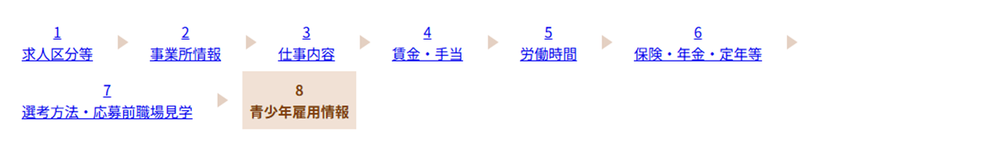 1 2 3 4 5 6
求人区分等 事業所情報 仕事内容 賃金・手当 労働時間 保険・年金・定年等
7 8
選考方法・応募前職場見学 青少年雇用情報